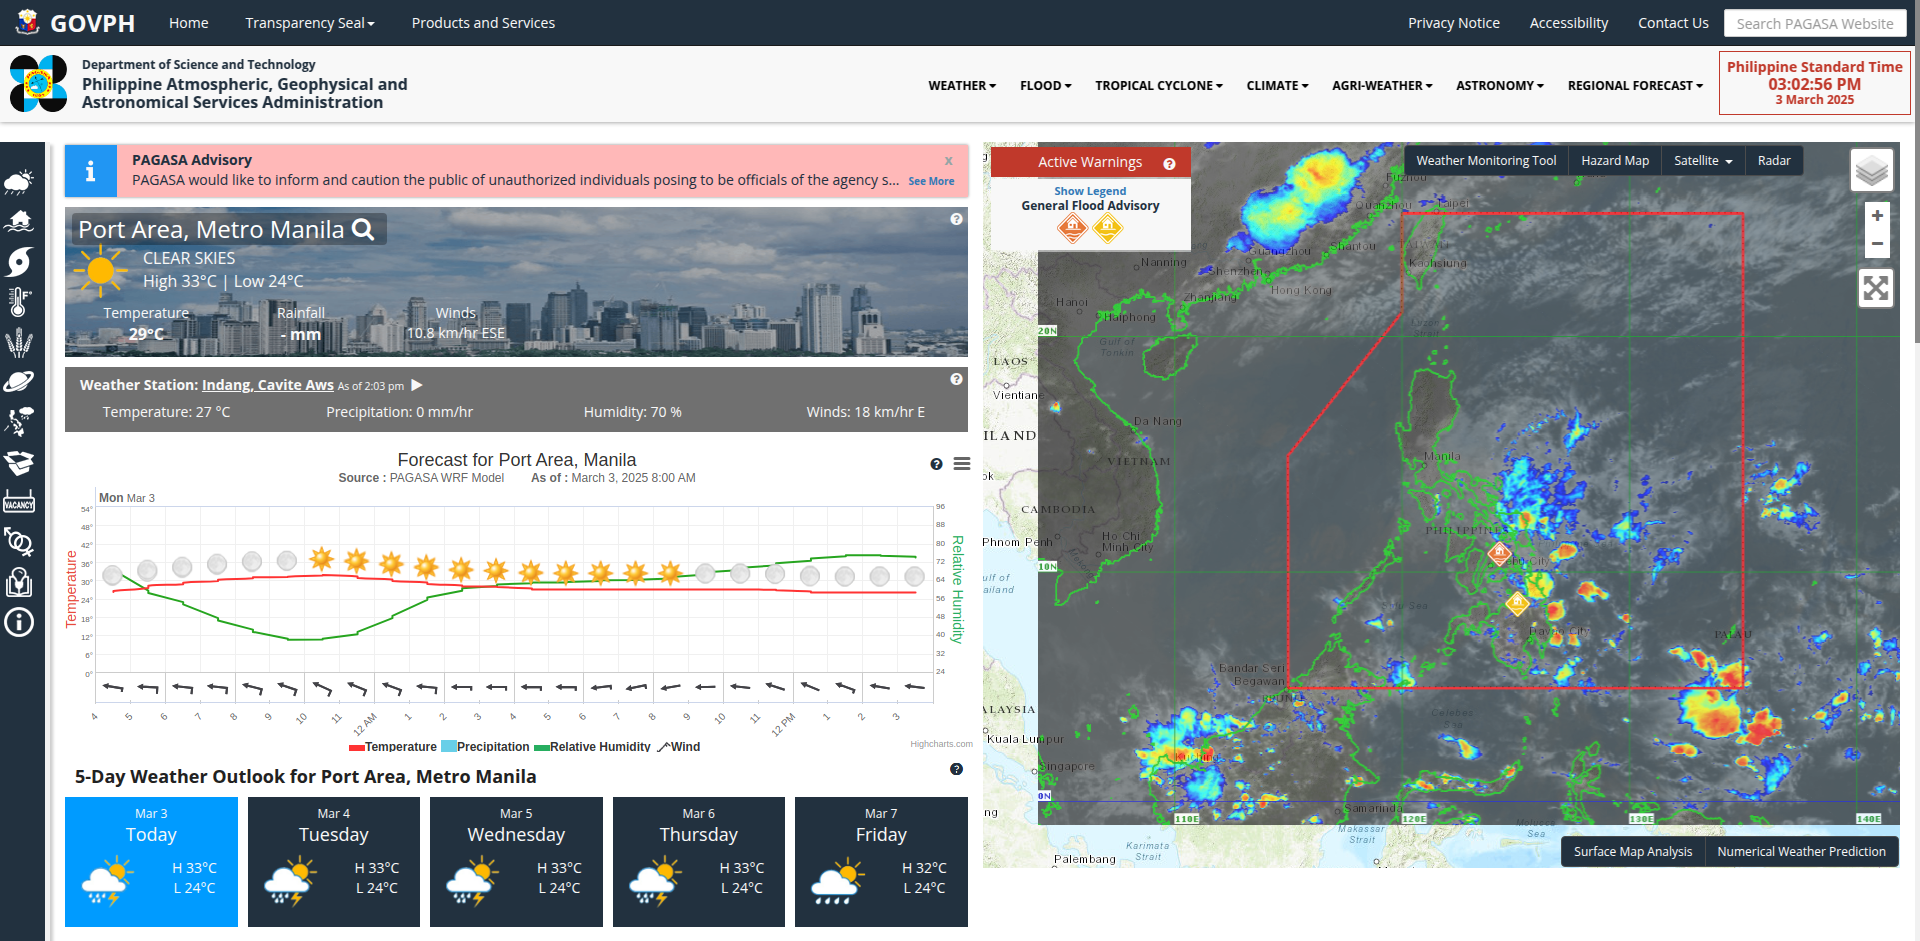 GOVPH
Home
Transparency Seal
Products and Services
Privacy Notice
Accessibility
Contact Us
Search PAGASA Website
Department of Science and Technology
Philippine Atmospheric, Geophysical and
Astronomical Services Administration
WEATHER
FLOOD
TROPICAL CYCLONE
CLIMATE
AGRI-WEATHER
ASTRONOMY
REGIONAL FORECAST
Philippine Standard Time
03:02:56 PM
3 March 2025
VACANCY
PAGASA Advisory
x
PAGASA would like to inform and caution the public of unauthorized individuals posing to be officials of the agency s... See More
Port Area, Metro Manila
CLEAR SKIES
High 33°C | Low 24°C
Temperature
29°C
Rainfall
- mm
Winds
10.8 km/hr ESE
Weather Station: Indang, Cavite Aws As of 2:03 pm
Temperature: 27 °C
Precipitation: 0 mm/hr
Humidity: 70 %
Winds: 18 km/hr E
Forecast for Port Area, Manila
Source : PAGASA WRF Model As of : March 3, 2025 8:00 AM
Mon Mar 3
54°
48°
42°
36°
30°
24°
18°
12°
6°
0°
Temperature
96
88
80
72
64
56
48
40
32
24
Relative Humidity
4
5
6
7
8
9
10
11
12 AM
1
2
3
4
5
6
7
8
9
10
11
12 PM
1
2
3
Temperature
Precipitation
Relative Humidity
Wind
Highcharts.com
5-Day Weather Outlook for Port Area, Metro Manila
Mar 3
Today
H 33°C
L 24°C
Mar 4
Tuesday
H 33°C
L 24°C
Mar 5
Wednesday
H 33°C
L 24°C
Mar 6
Thursday
H 33°C
L 24°C
Mar 7
Friday
H 32°C
L 24°C
Active Warnings
Show Legend
General Flood Advisory
Weather Monitoring Tool
Hazard Map
Satellite
Radar
+
−
Fuzhou
Quanzhou
Taipei
Shantou
TAIWAN
Guangzhou
Kaohsiung
Nanning
Shenzhen
Hong Kong
Zhanjiang
Hanoi
Haiphong
20N
Gulf of
Tonkin
LAOS
Vientiane
Da Nang
ILAND
VIETNAM
Manila
ok
CAMBODIA
PHILIPPINES
Phnom Penh
Ho Chi
Minh City
10N
ulf of
ailand
Sulu Sea
Davao City
PALAU
Bandar Seri
Begawan
BRUNEI
ALAYSIA
Celebes
Sea
Kuala Lumpur
Kuching
Singapore
0N
Samarinda
ng
110E
120E
130E
140E
Makassar
Strait
Molucca
Sea
Karimata
Strait
Palembang
Surface Map Analysis
Numerical Weather Prediction